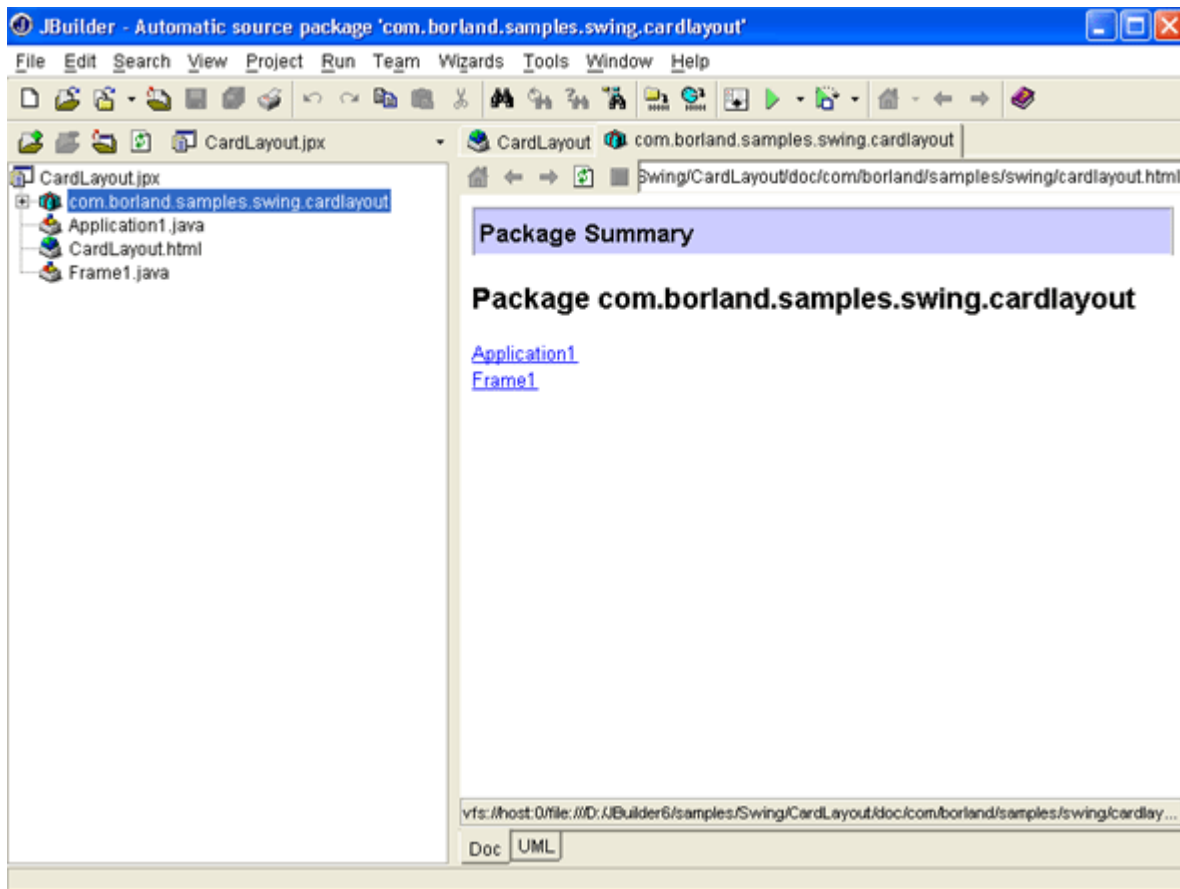 JBuilder - Automatic source package 'com.borland.samples.swing.cardlayout'
File Edit Search View Project Run Team Wizards Tools Window Help
CardLayout.jpx
CardLayout com.borland.samples.swing.cardlayout
Swing/CardLayout/doc/com/borland/samples/swing/cardlayout.html
CardLayout.jpx
com.borland.samples.swing.cardlayout
Application1.java
CardLayout.html
Frame1.java
Package Summary
Package com.borland.samples.swing.cardlayout
Application1
Frame1
vfs://host:0/file:///D:/JBuilder6/samples/Swing/CardLayout/doc/com/borland/samples/swing/cardlay...
Doc UML